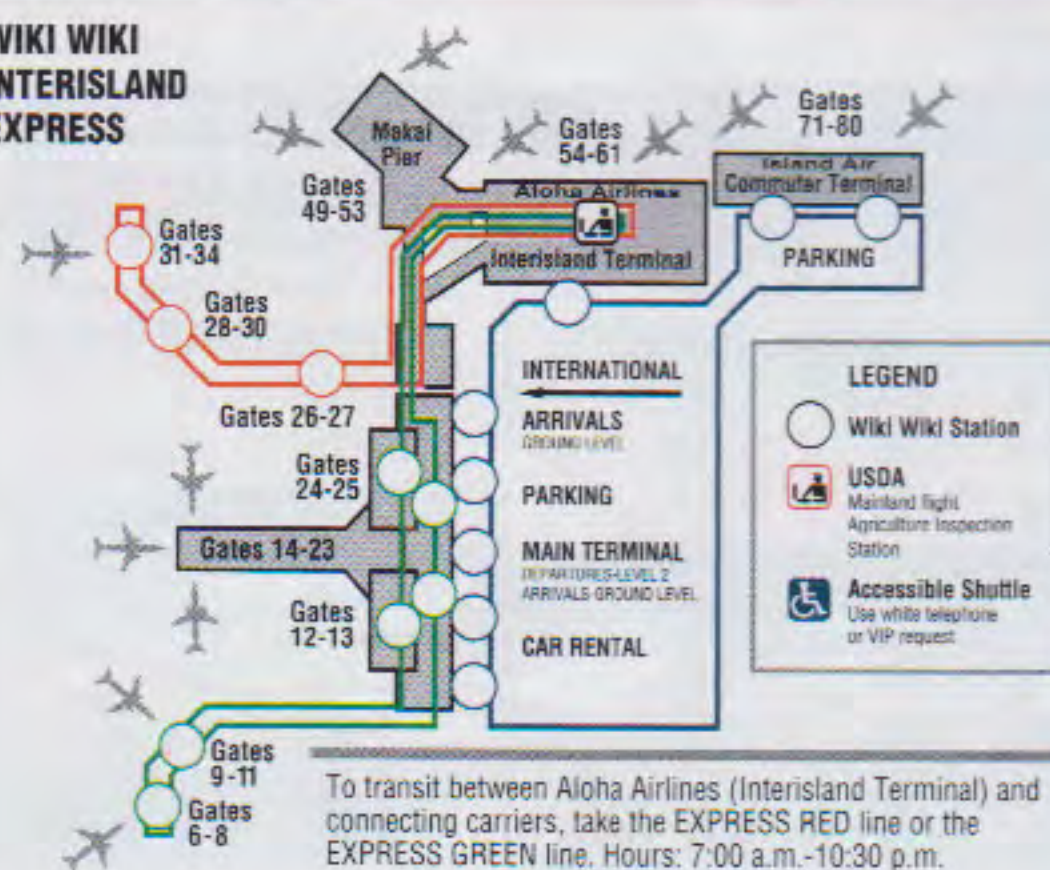 WIKI WIKI
INTERISLAND
EXPRESS
Makai
Pier
Gates
49-53
Gates
54-61
Gates
71-80
Aloha Airlines
Interisland Terminal
Island Air
Commuter Terminal
PARKING
Gates
31-34
Gates
28-30
Gates 26-27
Gates
24-25
Gates 14-23
Gates
12-13
Gates
9-11
Gates
6-8
INTERNATIONAL
ARRIVALS
GROUND LEVEL
PARKING
MAIN TERMINAL
DEPARTURES-LEVEL 2
ARRIVALS-GROUND LEVEL
CAR RENTAL
LEGEND
Wiki Wiki Station
USDA
Mainland flight
Agriculture Inspection
Station
Accessible Shuttle
Use white telephone
or VIP request
To transit between Aloha Airlines (Interisland Terminal) and
connecting carriers, take the EXPRESS RED line or the
EXPRESS GREEN line. Hours: 7:00 a.m.-10:30 p.m.